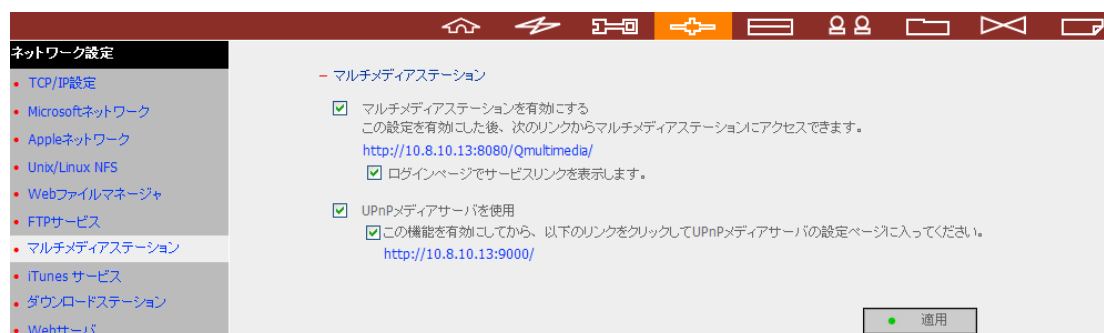 ネットワーク設定
TCP/IP設定
Microsoftネットワーク
Appleネットワーク
Unix/Linux NFS
Webファイルマネージャ
FTPサービス
マルチメディアステーション
iTunes サービス
ダウンロードステーション
Webサーバ
− マルチメディアステーション
マルチメディアステーションを有効にする
この設定を有効にした後、次のリンクからマルチメディアステーションにアクセスできます。
http://10.8.10.13:8080/Qmultimedia/
ログインページでサービスリンクを表示します。
UPnPメディアサーバを使用
この機能を有効にしてから、以下のリンクをクリックしてUPnPメディアサーバの設定ページに入ってください。
http://10.8.10.13:9000/
適用